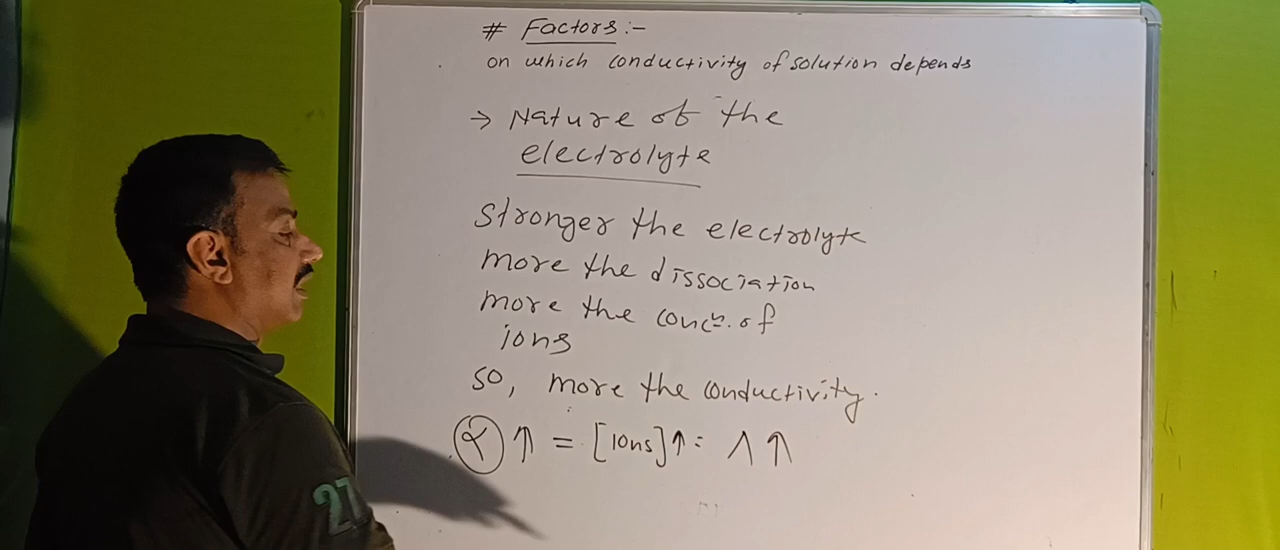 # Factors :-
on which conductivity of solution depends
→ Nature of the
electrolyte
stronger the electrolyte
more the dissociation
more the concn. of
ions
so, more the conductivity.
α ↑ = [ions] ↑ = Λ ↑
27